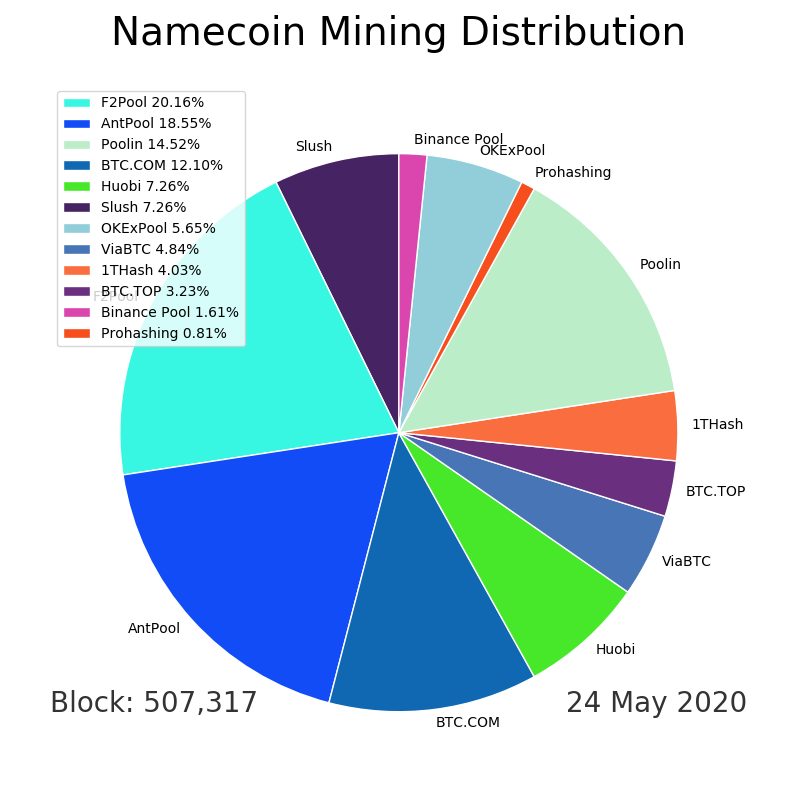 Namecoin Mining Distribution
F2Pool 20.16%
AntPool 18.55%
Poolin 14.52%
BTC.COM 12.10%
Huobi 7.26%
Slush 7.26%
OKExPool 5.65%
ViaBTC 4.84%
1THash 4.03%
BTC.TOP 3.23%
Binance Pool 1.61%
Prohashing 0.81%
F2Pool
Slush
Binance Pool
OKExPool
Prohashing
Poolin
1THash
BTC.TOP
ViaBTC
Huobi
BTC.COM
AntPool
Block: 507,317
24 May 2020